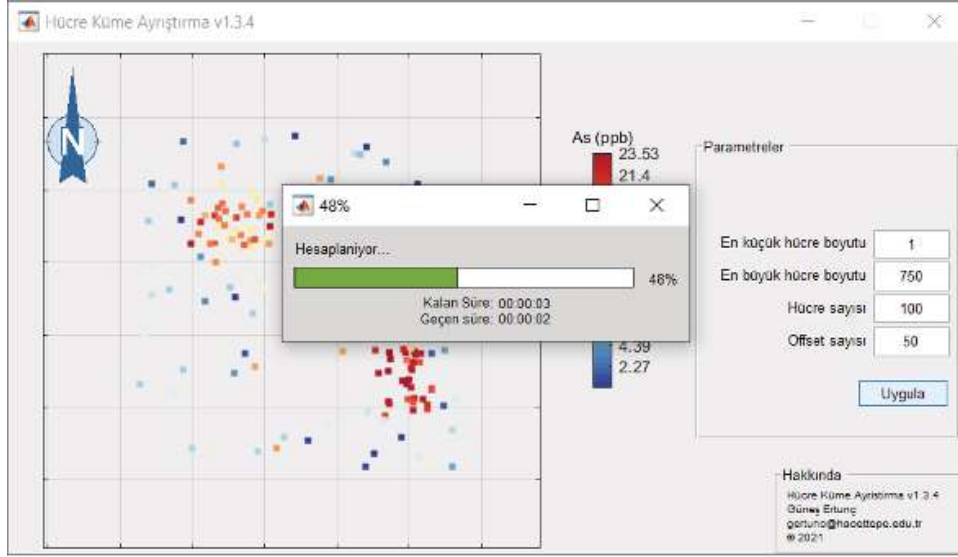 Hücre Küme Ayrıştırma v1.3.4
N
As (ppb)
23.53
21.4
4.39
2.27
48%
Hesaplanıyor...
48%
Kalan Süre: 00:00:03
Geçen süre: 00:00:02
Parametreler
En küçük hücre boyutu 1
En büyük hücre boyutu 750
Hücre sayısı 100
Offset sayısı 50
Uygula
Hakkında
Hücre Küme Ayrıştırma v1.3.4
Güneş Ertunç
gertunc@hacettepe.edu.tr
© 2021